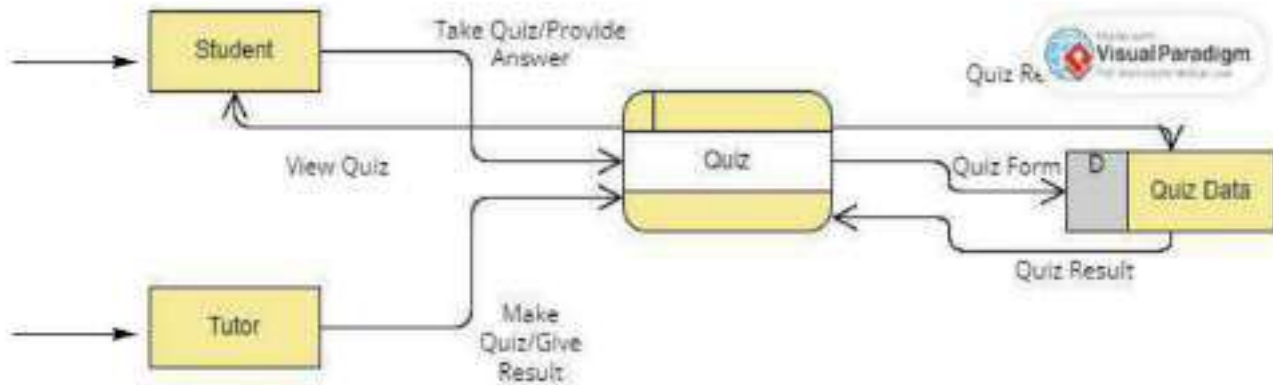 Student
Take Quiz/Provide
Answer
Visual Paradigm
Quiz
View Quiz
Quiz
Quiz Form
D
Quiz Data
Quiz Result
Tutor
Make
Quiz/Give
Result